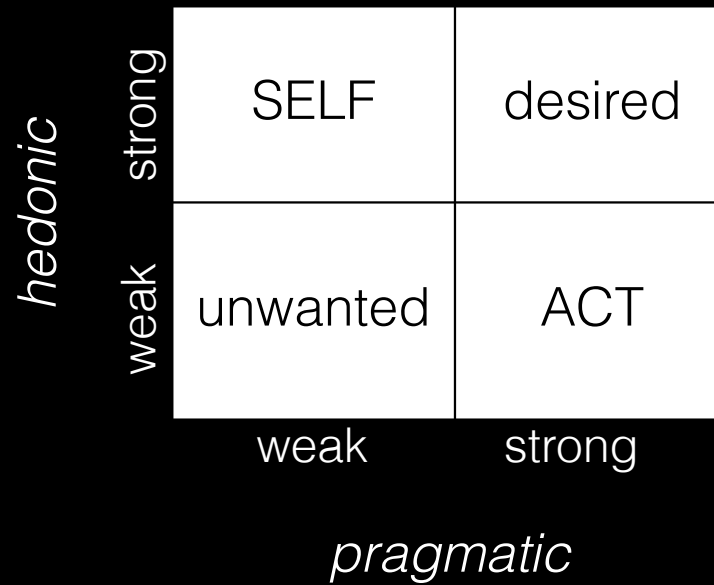 hedonic
strong
SELF
desired
weak
unwanted
ACT
weak
strong
pragmatic